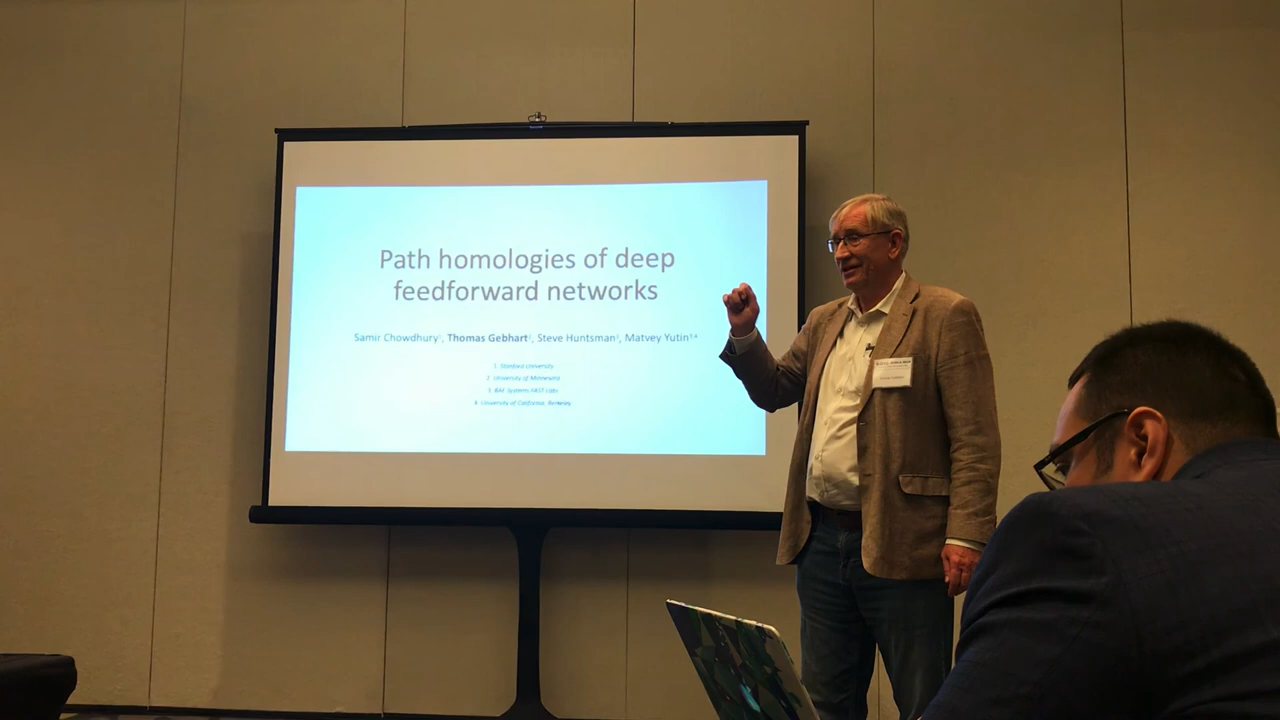 Path homologies of deep
feedforward networks
Samir Chowdhury¹, Thomas Gebhart², Steve Huntsman³, Matvey Yutin³,⁴
1. Stanford University
2. University of Minnesota
3. BAE Systems FAST Labs
4. University of California, Berkeley